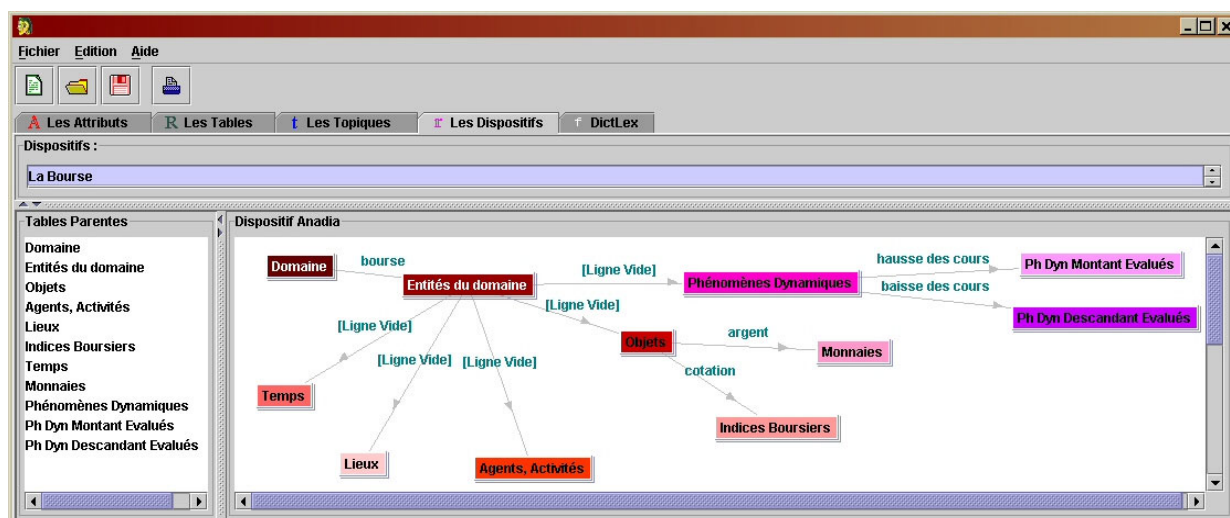 Fichier Edition Aide
A Les Attributs R Les Tables t Les Topiques r Les Dispositifs f DictLex
Dispositifs :
La Bourse
Tables Parentes
Domaine
Entités du domaine
Objets
Agents, Activités
Lieux
Indices Boursiers
Temps
Monnaies
Phénomènes Dynamiques
Ph Dyn Montant Evalués
Ph Dyn Descandant Evalués
Dispositif Anadia
Domaine
bourse
Entités du domaine
[Ligne Vide]
Phénomènes Dynamiques
hausse des cours
Ph Dyn Montant Evalués
baisse des cours
Ph Dyn Descandant Evalués
[Ligne Vide]
Objets
argent
Monnaies
cotation
Indices Boursiers
[Ligne Vide]
Temps
[Ligne Vide]
Lieux
[Ligne Vide]
Agents, Activités